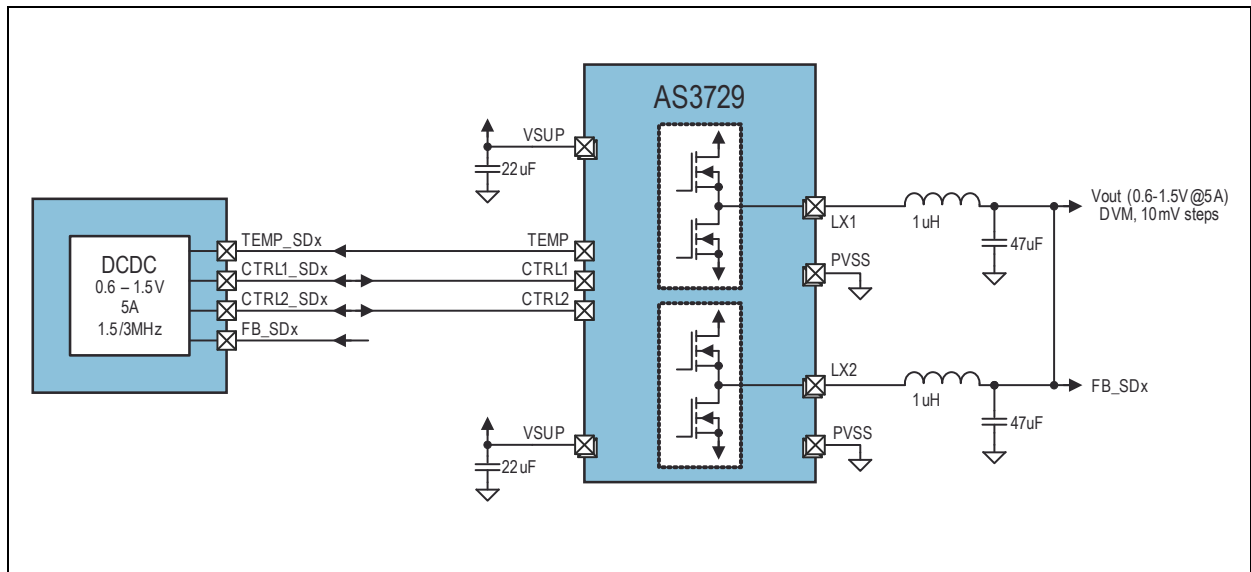 AS3729
VSUP
22uF
LX1
1uH
47uF
Vout (0.6-1.5V@5A)
DVM, 10mV steps
PVSS
DCDC
0.6 – 1.5V
5A
1.5/3MHz
TEMP_SDx
CTRL1_SDx
CTRL2_SDx
FB_SDx
TEMP
CTRL1
CTRL2
LX2
1uH
47uF
FB_SDx
VSUP
22uF
PVSS